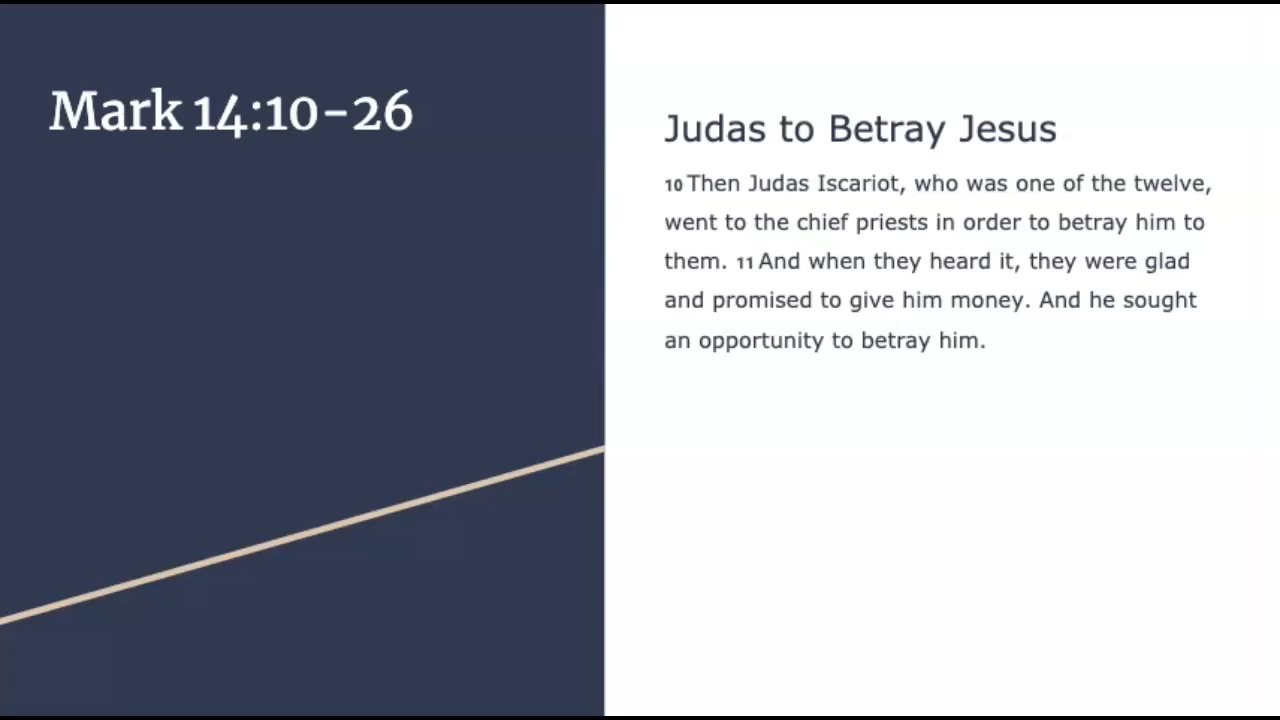 Mark 14:10-26
Judas to Betray Jesus
10 Then Judas Iscariot, who was one of the twelve,
went to the chief priests in order to betray him to
them. 11 And when they heard it, they were glad
and promised to give him money. And he sought
an opportunity to betray him.